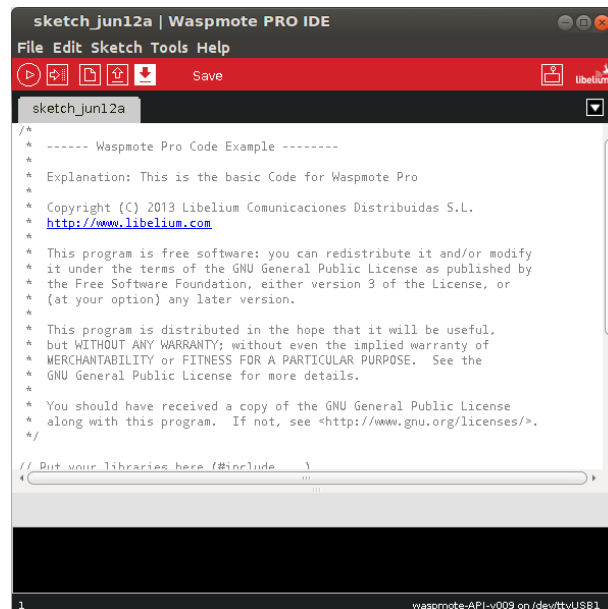 sketch_jun12a | Waspmote PRO IDE
File Edit Sketch Tools Help
Save
libelium
sketch_jun12a
/*
 *  ------ Waspmote Pro Code Example --------
 *
 *  Explanation: This is the basic Code for Waspmote Pro
 *
 *  Copyright (C) 2013 Libelium Comunicaciones Distribuidas S.L.
 *  http://www.libelium.com
 *
 *  This program is free software: you can redistribute it and/or modify
 *  it under the terms of the GNU General Public License as published by
 *  the Free Software Foundation, either version 3 of the License, or
 *  (at your option) any later version.
 *
 *  This program is distributed in the hope that it will be useful,
 *  but WITHOUT ANY WARRANTY; without even the implied warranty of
 *  MERCHANTABILITY or FITNESS FOR A PARTICULAR PURPOSE.  See the
 *  GNU General Public License for more details.
 *
 *  You should have received a copy of the GNU General Public License
 *  along with this program.  If not, see <http://www.gnu.org/licenses/>.
 */
// Put your libraries here (#include ...)
1
waspmote-API-v009 on /dev/ttyUSB1